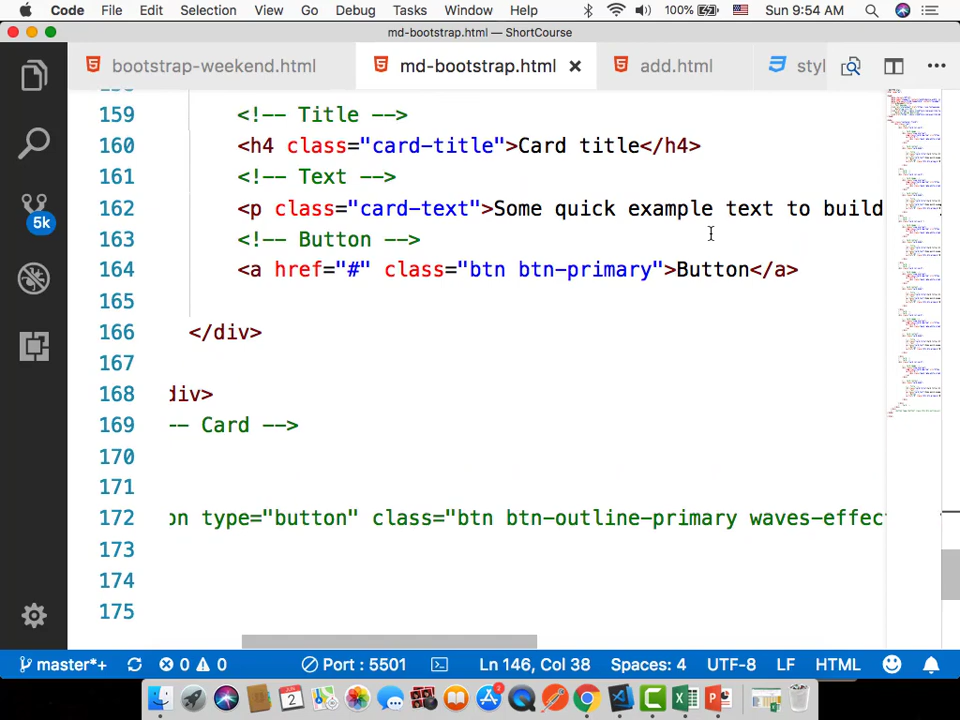 Code File Edit Selection View Go Debug Tasks Window Help 100% Sun 9:54 AM
md-bootstrap.html — ShortCourse
bootstrap-weekend.html md-bootstrap.html add.html styl
159 <!-- Title -->
160 <h4 class="card-title">Card title</h4>
161 <!-- Text -->
162 <p class="card-text">Some quick example text to build
163 <!-- Button -->
164 <a href="#" class="btn btn-primary">Button</a>
165
166 </div>
167
168 div>
169 -- Card -->
170
171
172 on type="button" class="btn btn-outline-primary waves-effec
173
174
175
5k
master*+ 0 0 Port : 5501 Ln 146, Col 38 Spaces: 4 UTF-8 LF HTML